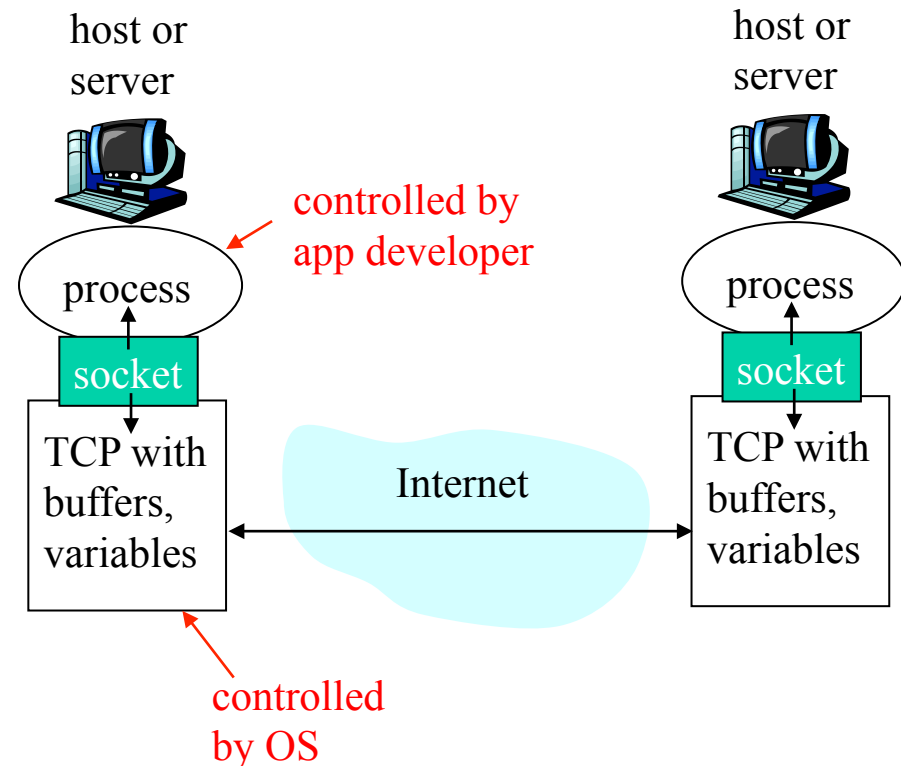 host or
server
host or
server
controlled by
app developer
process
process
socket
socket
TCP with
buffers,
variables
Internet
TCP with
buffers,
variables
controlled
by OS